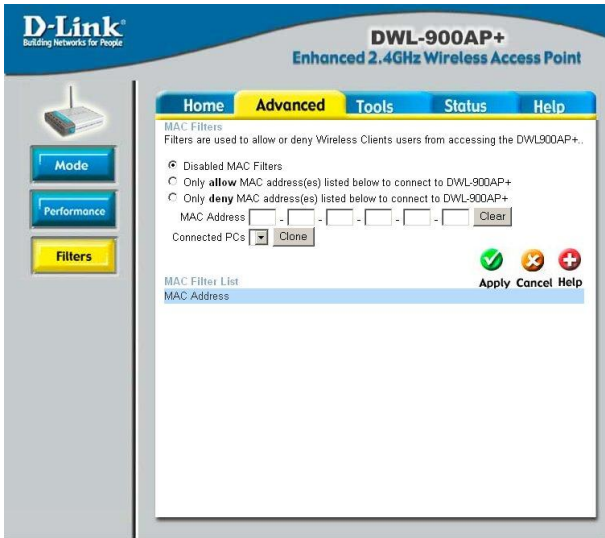 D-Link®
Building Networks for People
DWL-900AP+
Enhanced 2.4GHz Wireless Access Point
Home Advanced Tools Status Help
Mode
Performance
Filters
MAC Filters
Filters are used to allow or deny Wireless Clients users from accessing the DWL900AP+..
Disabled MAC Filters
Only allow MAC address(es) listed below to connect to DWL-900AP+
Only deny MAC address(es) listed below to connect to DWL-900AP+
MAC Address - - - - - Clear
Connected PCs Clone
Apply Cancel Help
MAC Filter List
MAC Address